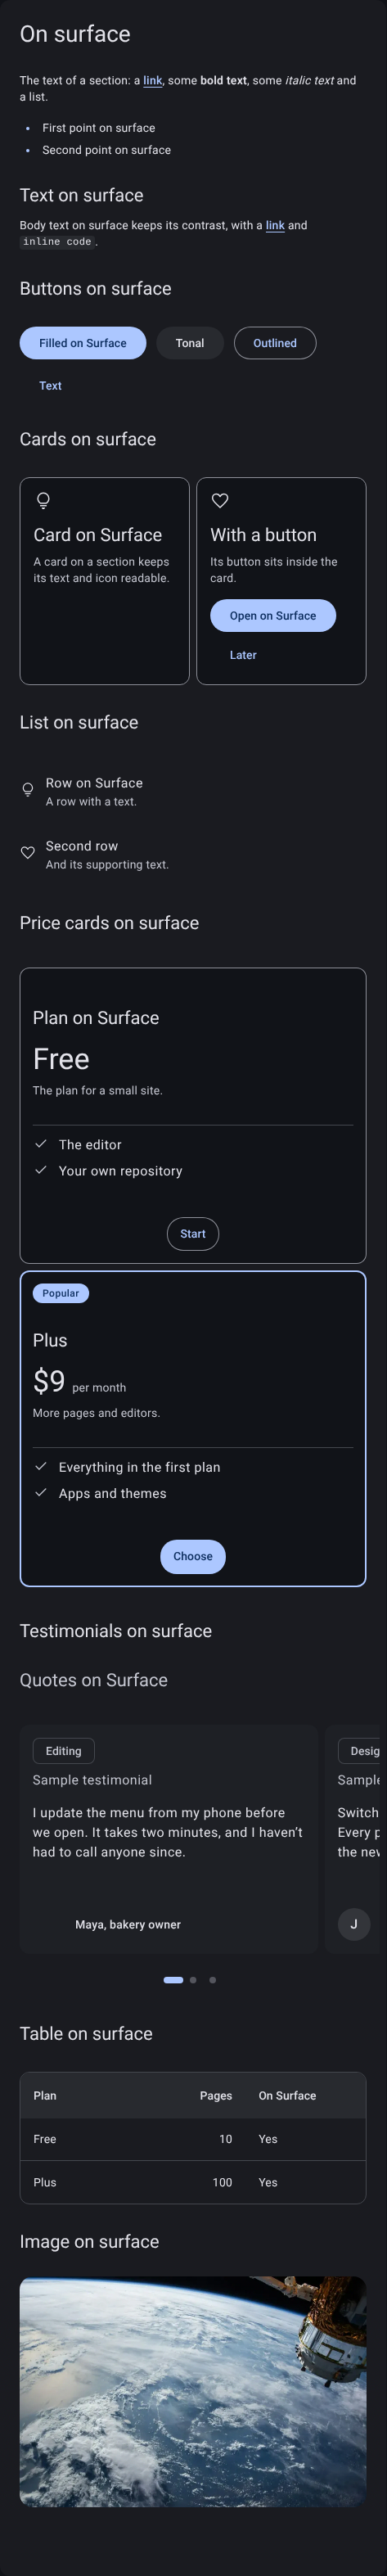 On surface
The text of a section: a link, some bold text, some italic text and
a list.
First point on surface
Second point on surface
Text on surface
Body text on surface keeps its contrast, with a link and
inline code.
Buttons on surface
Filled on Surface
Tonal
Outlined
Text
Cards on surface
Card on Surface
A card on a section keeps
its text and icon readable.
With a button
Its button sits inside the
card.
Open on Surface
Later
List on surface
Row on Surface
A row with a text.
Second row
And its supporting text.
Price cards on surface
Plan on Surface
Free
The plan for a small site.
The editor
Your own repository
Start
Popular
Plus
$9 per month
More pages and editors.
Everything in the first plan
Apps and themes
Choose
Testimonials on surface
Quotes on Surface
Editing
Sample testimonial
I update the menu from my phone before
we open. It takes two minutes, and I haven't
had to call anyone since.
Maya, bakery owner
Switch
Every
J
Table on surface
Plan Pages On Surface
Free 10 Yes
Plus 100 Yes
Image on surface